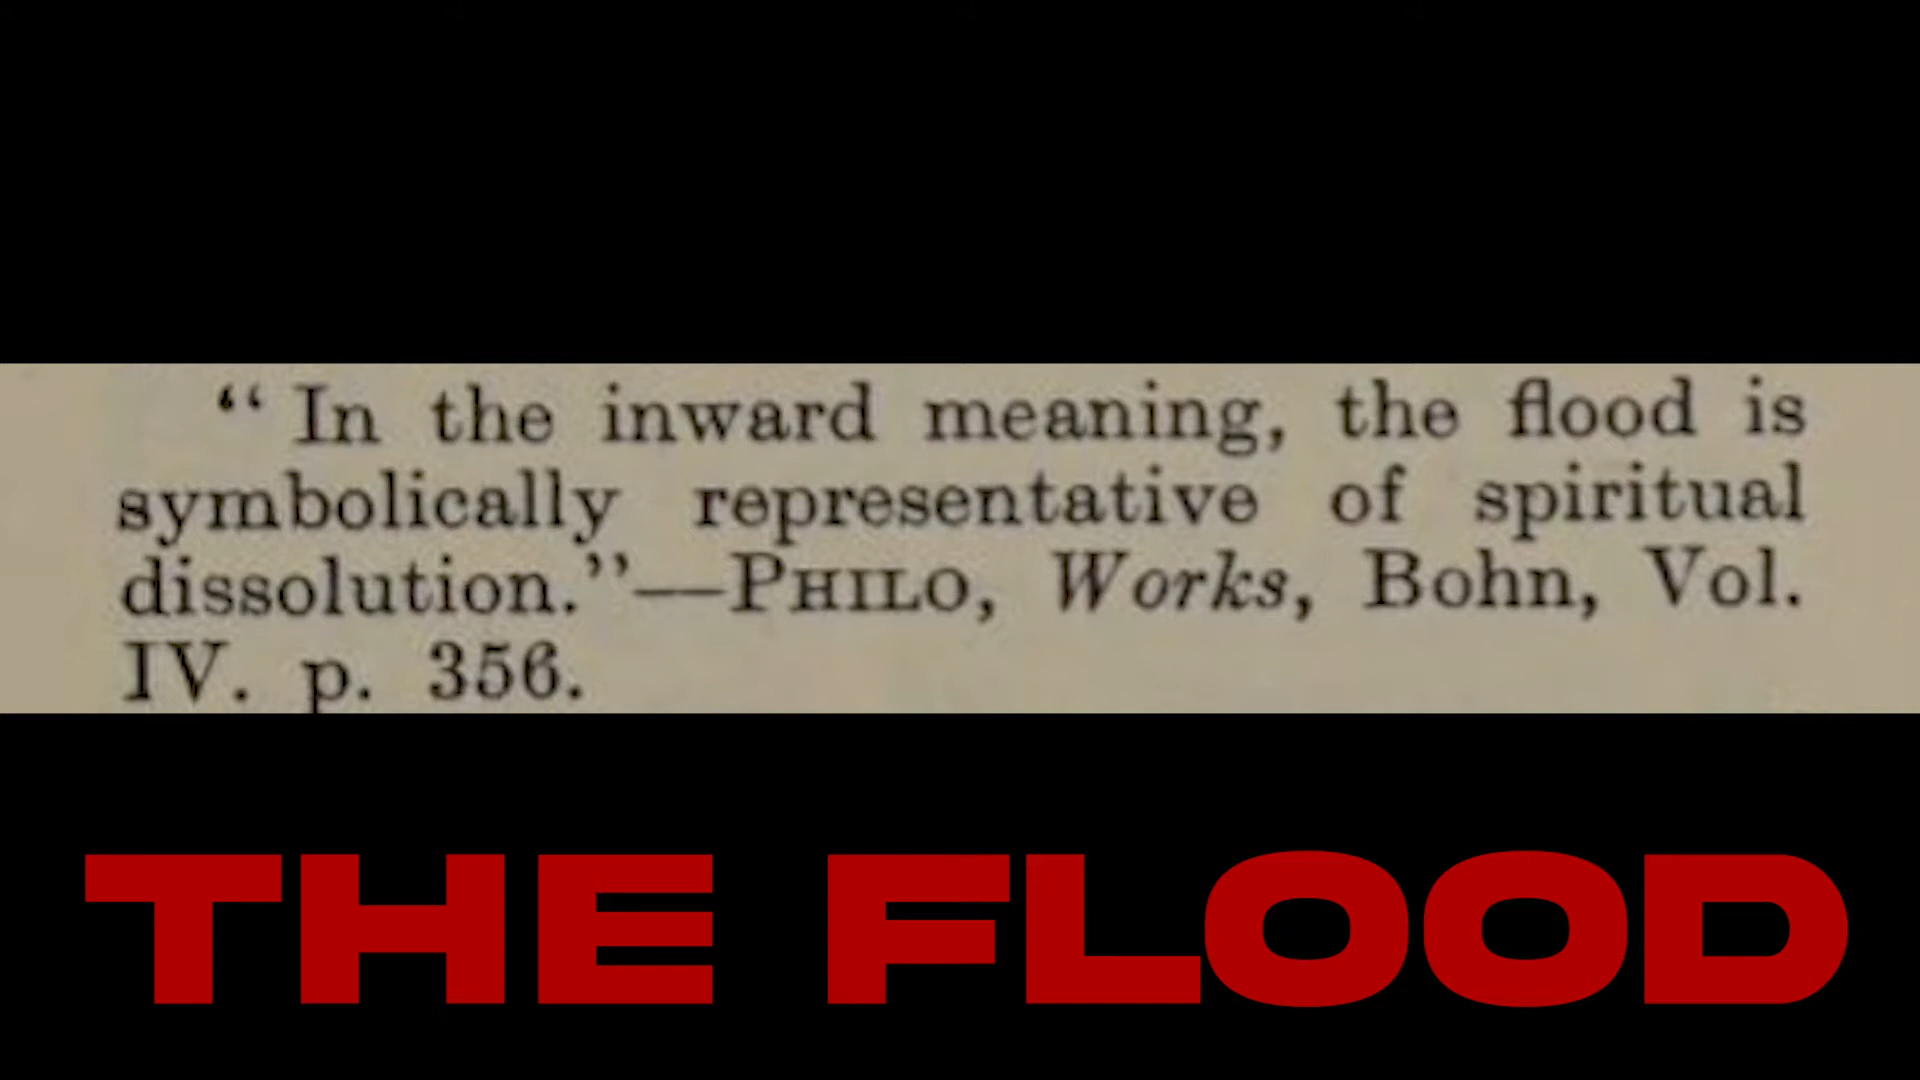 “In the inward meaning, the flood is
symbolically representative of spiritual
dissolution.”—PHILO, Works, Bohn, Vol.
IV. p. 356.
THE FLOOD